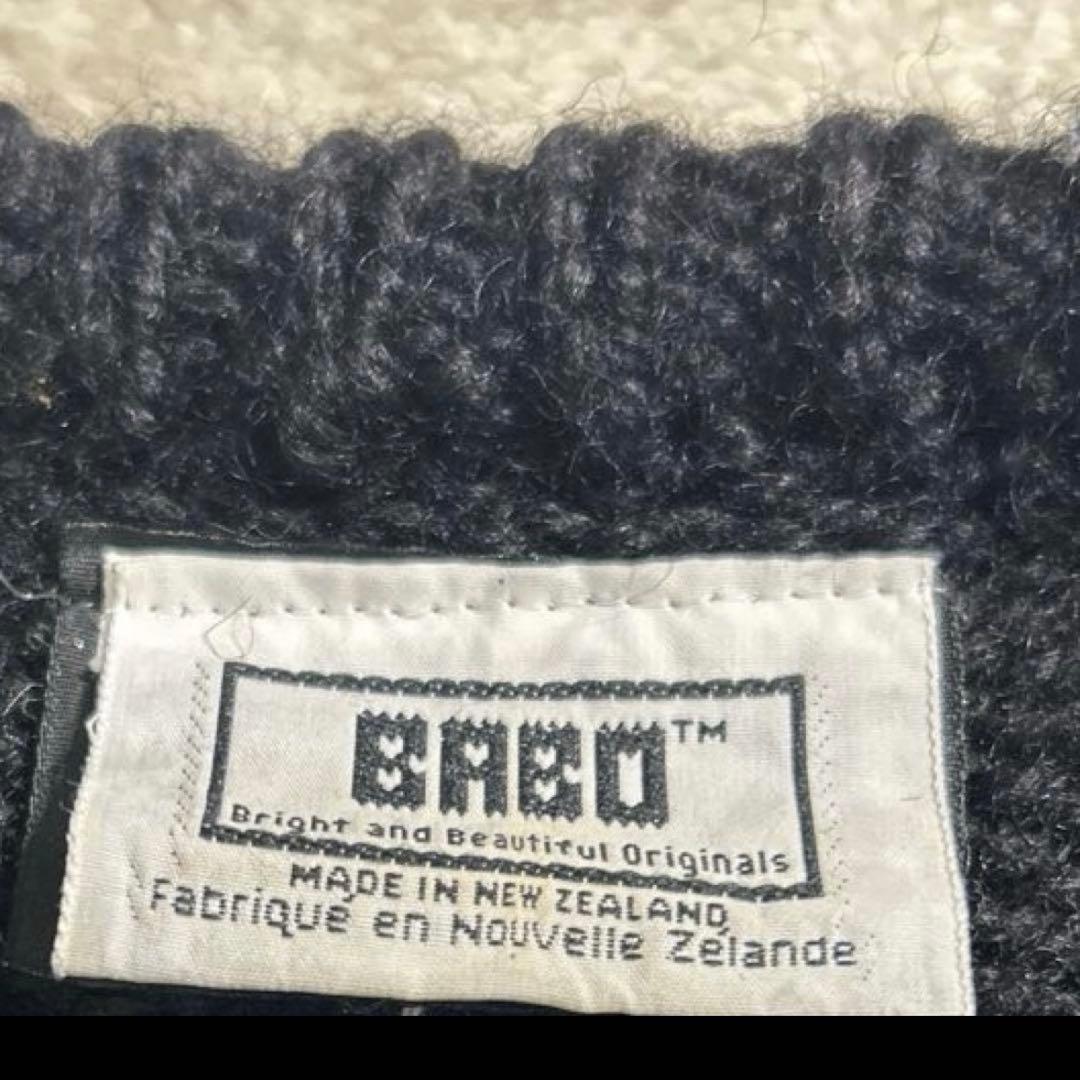 BABO™
Bright and Beautiful Originals
MADE IN NEW ZEALAND
Fabriqué en Nouvelle Zélande